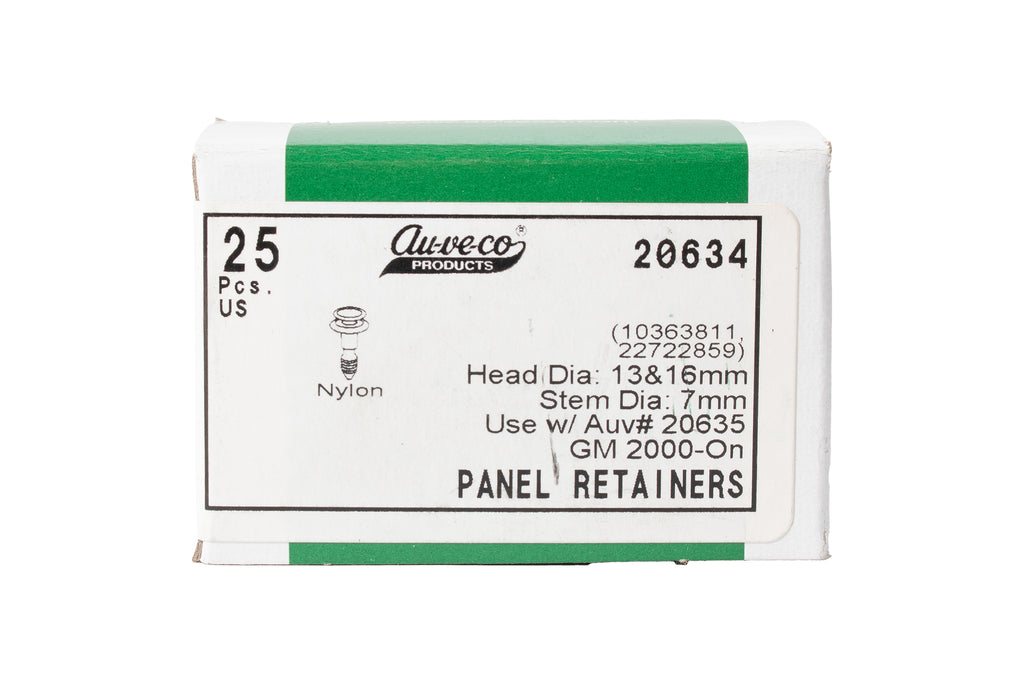 25
Pcs.
US
Au-ve-co®
PRODUCTS
20634
Nylon
(10363811,
22722859)
Head Dia: 13&16mm
Stem Dia: 7mm
Use w/ Auv# 20635
GM 2000-On
PANEL RETAINERS